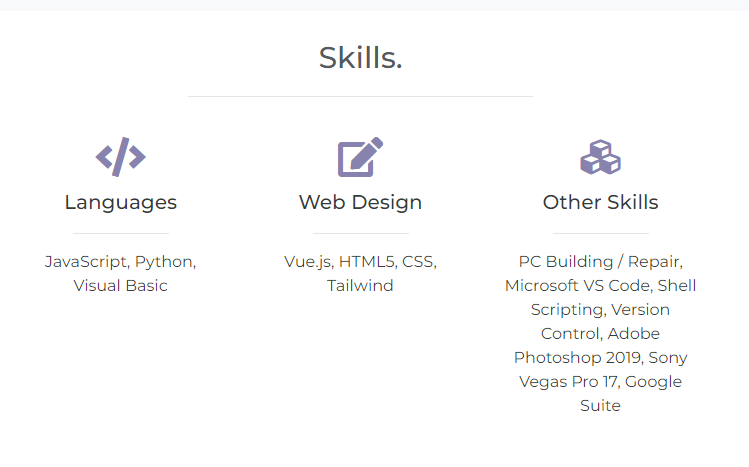 Skills.
Languages
JavaScript, Python,
Visual Basic
Web Design
Vue.js, HTML5, CSS,
Tailwind
Other Skills
PC Building / Repair,
Microsoft VS Code, Shell
Scripting, Version
Control, Adobe
Photoshop 2019, Sony
Vegas Pro 17, Google
Suite